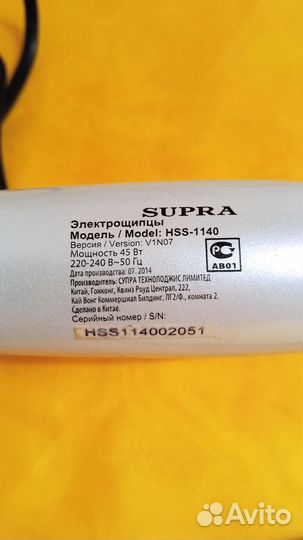 SUPRA
Электрощипцы
Модель / Model: HSS-1140
Версия / Version: V1N07
Мощность 45 Вт
220-240 В~50 Гц
Дата производства: 07. 2014
Производитель: СУПРА ТЕХНОЛОДЖИС ЛИМИТЕД
Китай, Гонконг, Квинз Роуд Централ, 222,
Кай Вонг Коммершиал Билдинг, ЛГ2/Ф., комната 2.
Сделано в Китае.
Серийный номер / S/N:
HSS114002051
РС
АВ01
Avito